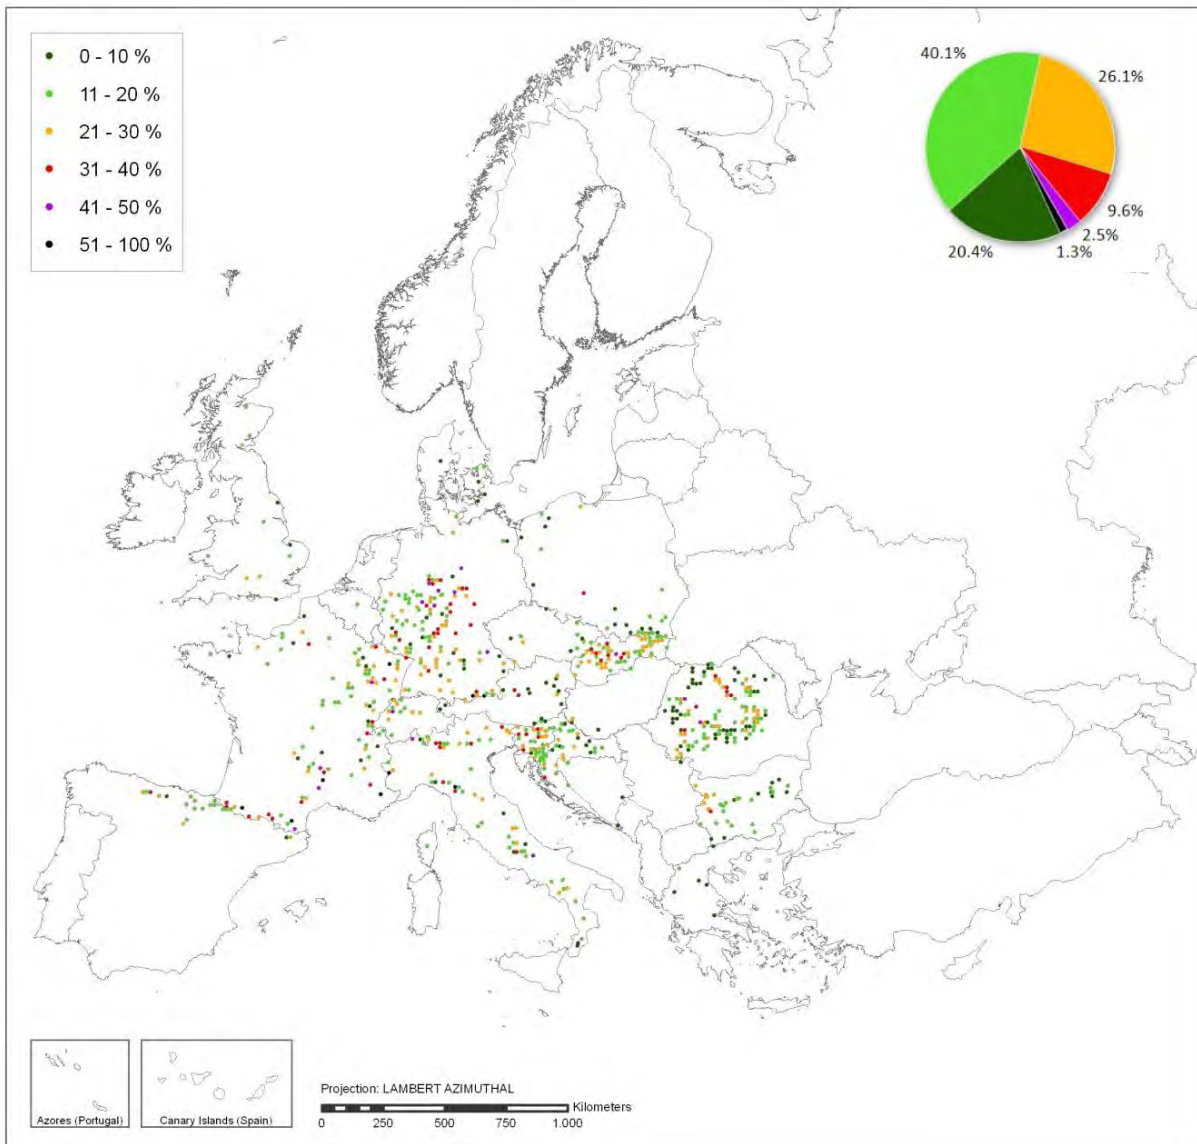 0 - 10 %
11 - 20 %
21 - 30 %
31 - 40 %
41 - 50 %
51 - 100 %
40.1%
26.1%
9.6%
2.5%
1.3%
20.4%
Azores (Portugal)
Canary Islands (Spain)
Projection: LAMBERT AZIMUTHAL
Kilometers
0 250 500 750 1.000